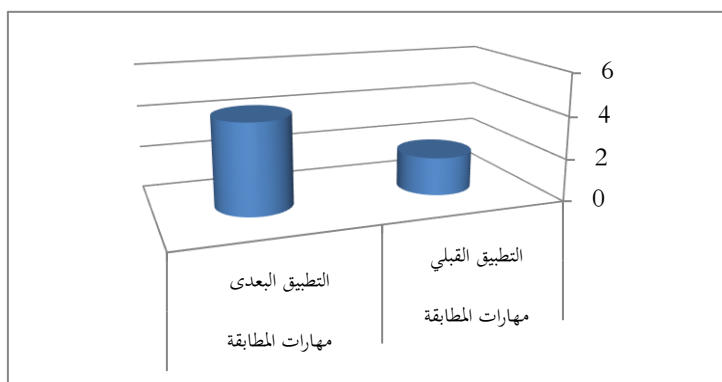 6
4
2
0
التطبيق القبلي
مهارات المطابقة
التطبيق البعدى
مهارات المطابقة